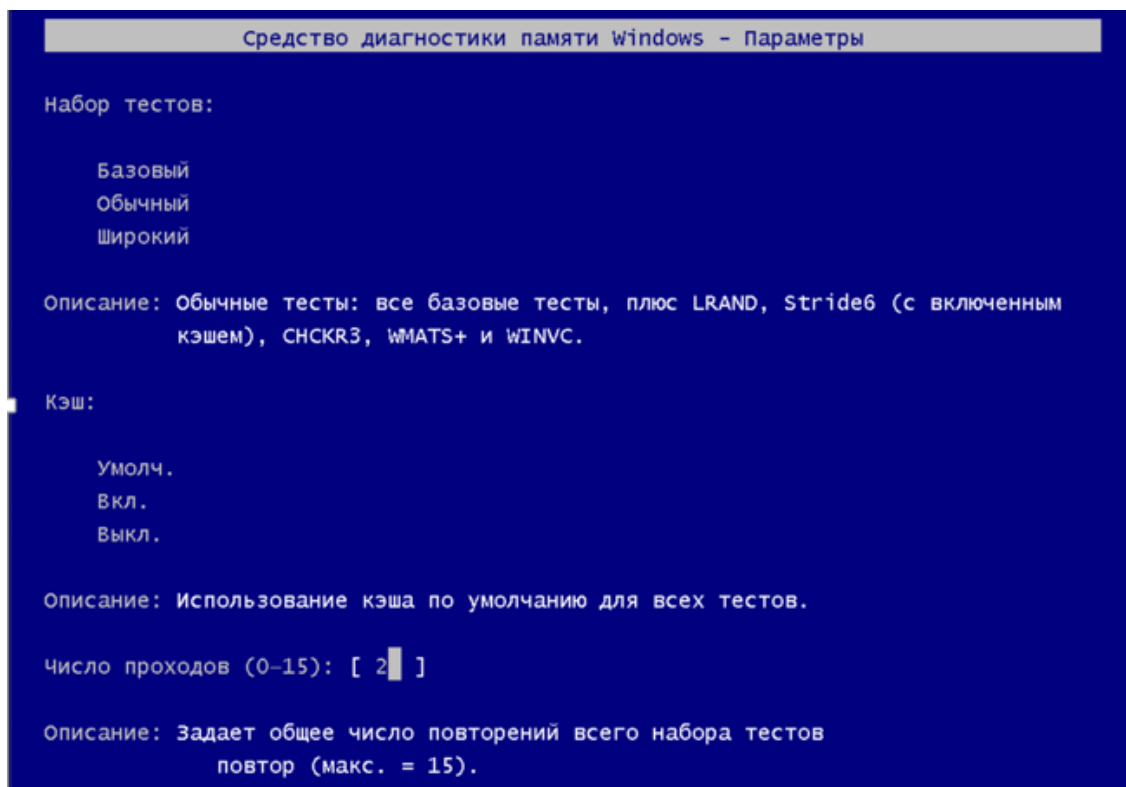 Средство диагностики памяти Windows – Параметры
Набор тестов:
Базовый
Обычный
Широкий
Описание: Обычные тесты: все базовые тесты, плюс LRAND, Stride6 (с включенным
кэшем), CHCKR3, WMATS+ и WINVC.
Кэш:
Умолч.
Вкл.
Выкл.
Описание: Использование кэша по умолчанию для всех тестов.
Число проходов (0–15): [ 2 ]
Описание: Задает общее число повторений всего набора тестов
повтор (макс. = 15).